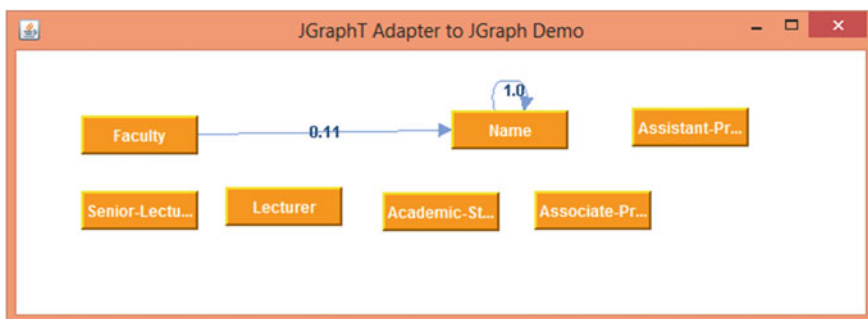 JGraphT Adapter to JGraph Demo
1.0
Faculty
0.11
Name
Assistant-Pr...
Senior-Lectu...
Lecturer
Academic-St...
Associate-Pr...